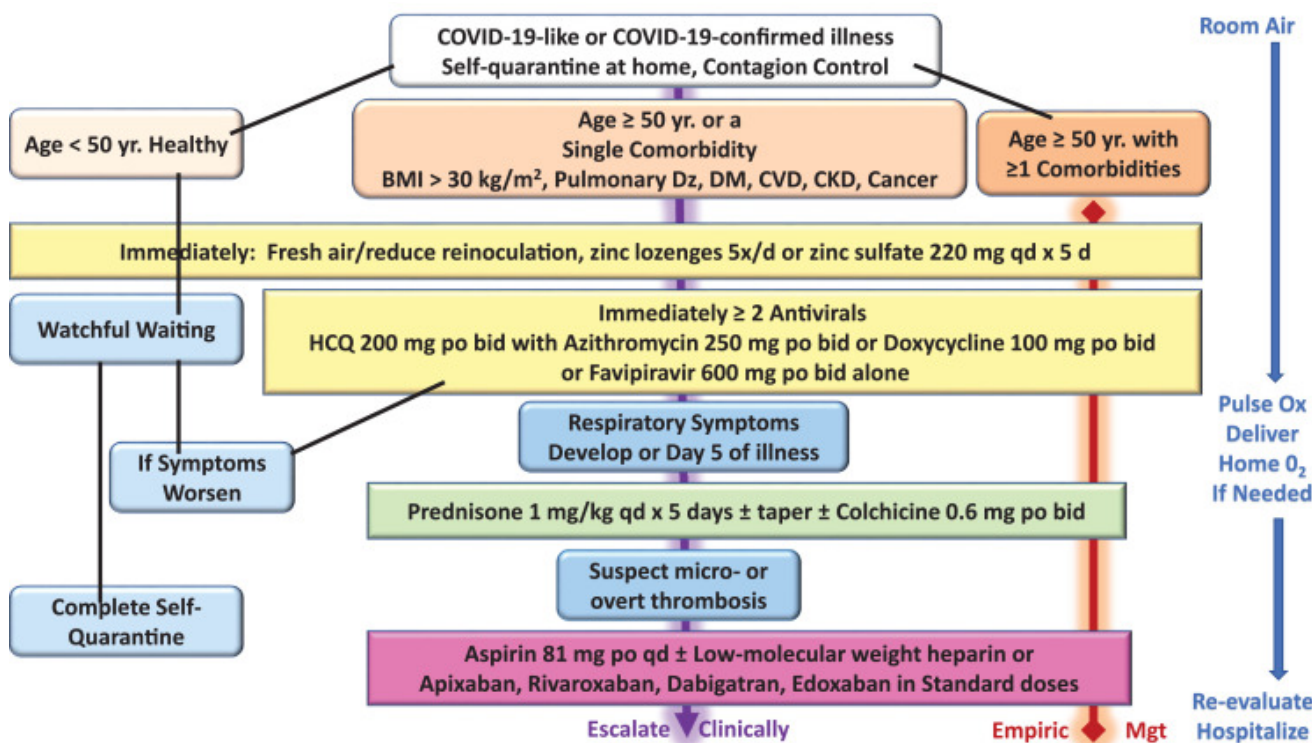 COVID-19-like or COVID-19-confirmed illness
Self-quarantine at home, Contagion Control
Room Air
Age < 50 yr. Healthy
Age ≥ 50 yr. or a
Single Comorbidity
BMI > 30 kg/m², Pulmonary Dz, DM, CVD, CKD, Cancer
Age ≥ 50 yr. with
≥1 Comorbidities
Immediately: Fresh air/reduce reinoculation, zinc lozenges 5x/d or zinc sulfate 220 mg qd x 5 d
Watchful Waiting
Immediately ≥ 2 Antivirals
HCQ 200 mg po bid with Azithromycin 250 mg po bid or Doxycycline 100 mg po bid
or Favipiravir 600 mg po bid alone
Pulse Ox
Deliver
Home 0₂
If Needed
Respiratory Symptoms
Develop or Day 5 of illness
If Symptoms
Worsen
Prednisone 1 mg/kg qd x 5 days ± taper ± Colchicine 0.6 mg po bid
Suspect micro- or
overt thrombosis
Complete Self-
Quarantine
Aspirin 81 mg po qd ± Low-molecular weight heparin or
Apixaban, Rivaroxaban, Dabigatran, Edoxaban in Standard doses
Escalate Clinically
Empiric Mgt
Re-evaluate
Hospitalize